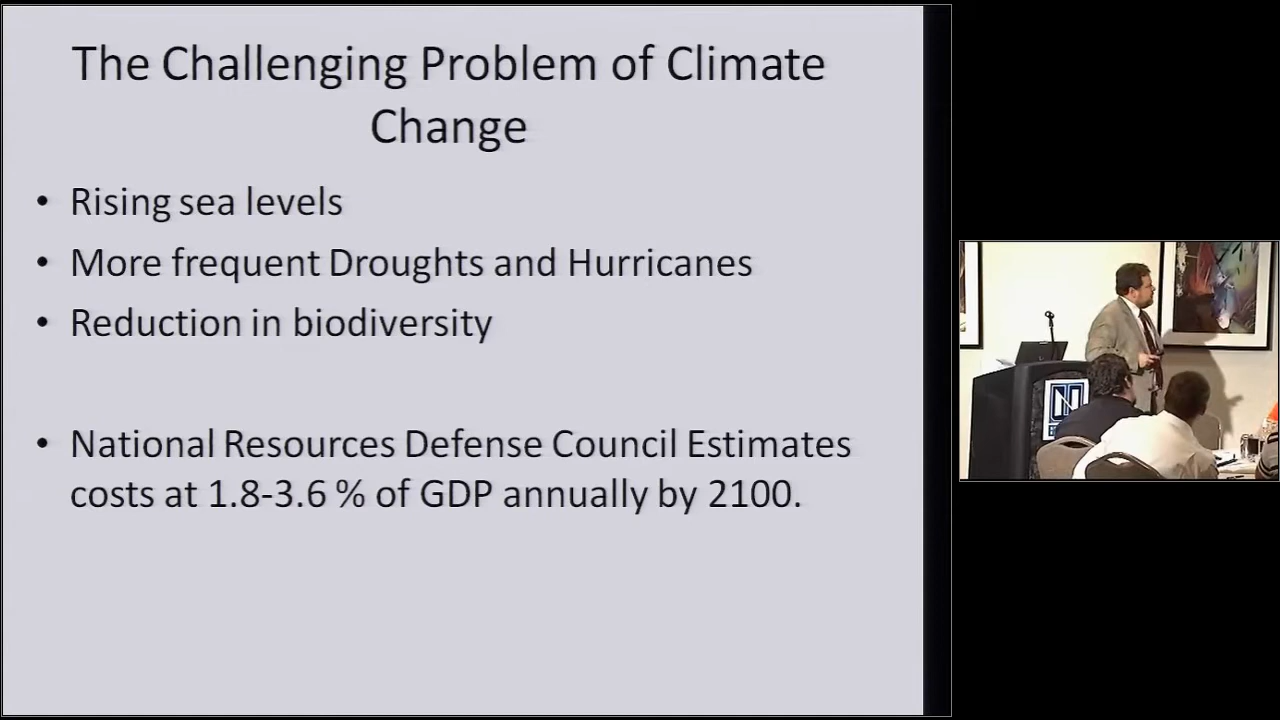 The Challenging Problem of Climate
Change
• Rising sea levels
• More frequent Droughts and Hurricanes
• Reduction in biodiversity
• National Resources Defense Council Estimates
costs at 1.8-3.6 % of GDP annually by 2100.
N